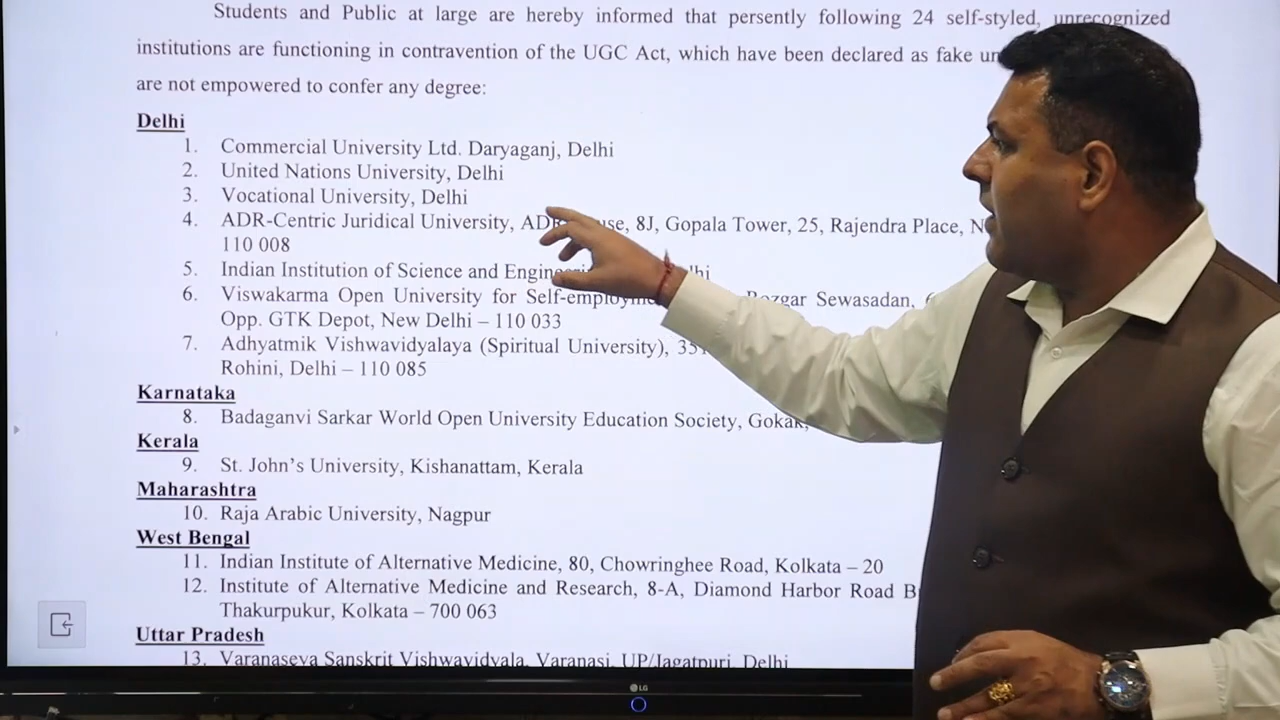 Students and Public at large are hereby informed that persently following 24 self-styled, unrecognized
institutions are functioning in contravention of the UGC Act, which have been declared as fake
are not empowered to confer any degree:
Delhi
1. Commercial University Ltd. Daryaganj, Delhi
2. United Nations University, Delhi
3. Vocational University, Delhi
4. ADR-Centric Juridical University, ADR 8J, Gopala Tower, 25, Rajendra Place,
110 008
5. Indian Institution of Science and
6. Viswakarma Open University for Self-employment Rozgar Sewasadan,
Opp. GTK Depot, New Delhi – 110 033
7. Adhyatmik Vishwavidyalaya (Spiritual University),
Rohini, Delhi – 110 085
Karnataka
8. Badaganvi Sarkar World Open University Education Society, Gokak,
Kerala
9. St. John's University, Kishanattam, Kerala
Maharashtra
10. Raja Arabic University, Nagpur
West Bengal
11. Indian Institute of Alternative Medicine, 80, Chowringhee Road, Kolkata – 20
12. Institute of Alternative Medicine and Research, 8-A, Diamond Harbor Road
Thakurpukur, Kolkata – 700 063
Uttar Pradesh
13. Varanaseya Sanskrit Vishwavidyala, Varanasi, UP/Jagatpuri, Delhi
LG